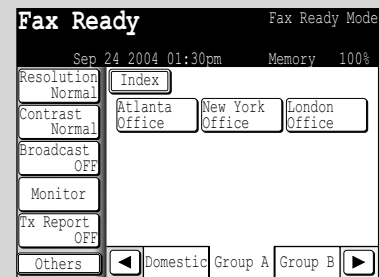 Fax Ready Fax Ready Mode
Sep 24 2004 01:30pm Memory 100%
Resolution
Normal
Contrast
Normal
Broadcast
OFF
Monitor
Tx Report
OFF
Others
Index
Atlanta
Office
New York
Office
London
Office
Domestic Group A Group B